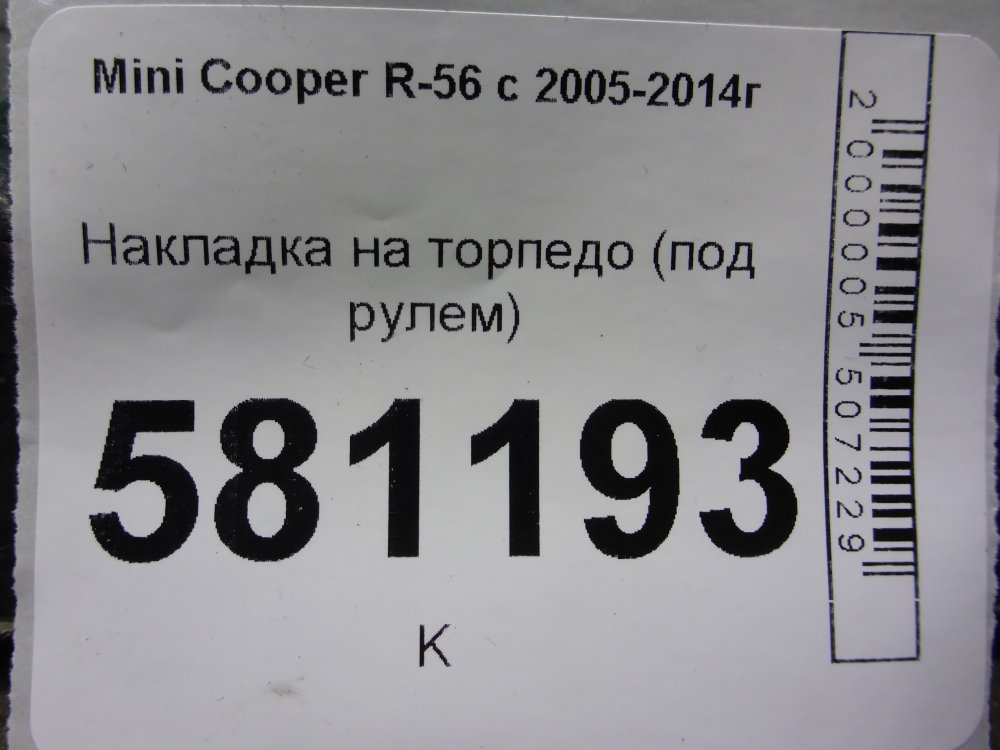 Mini Cooper R-56 с 2005-2014г
Накладка на торпедо (под
рулем)
581193
К
2000005507229